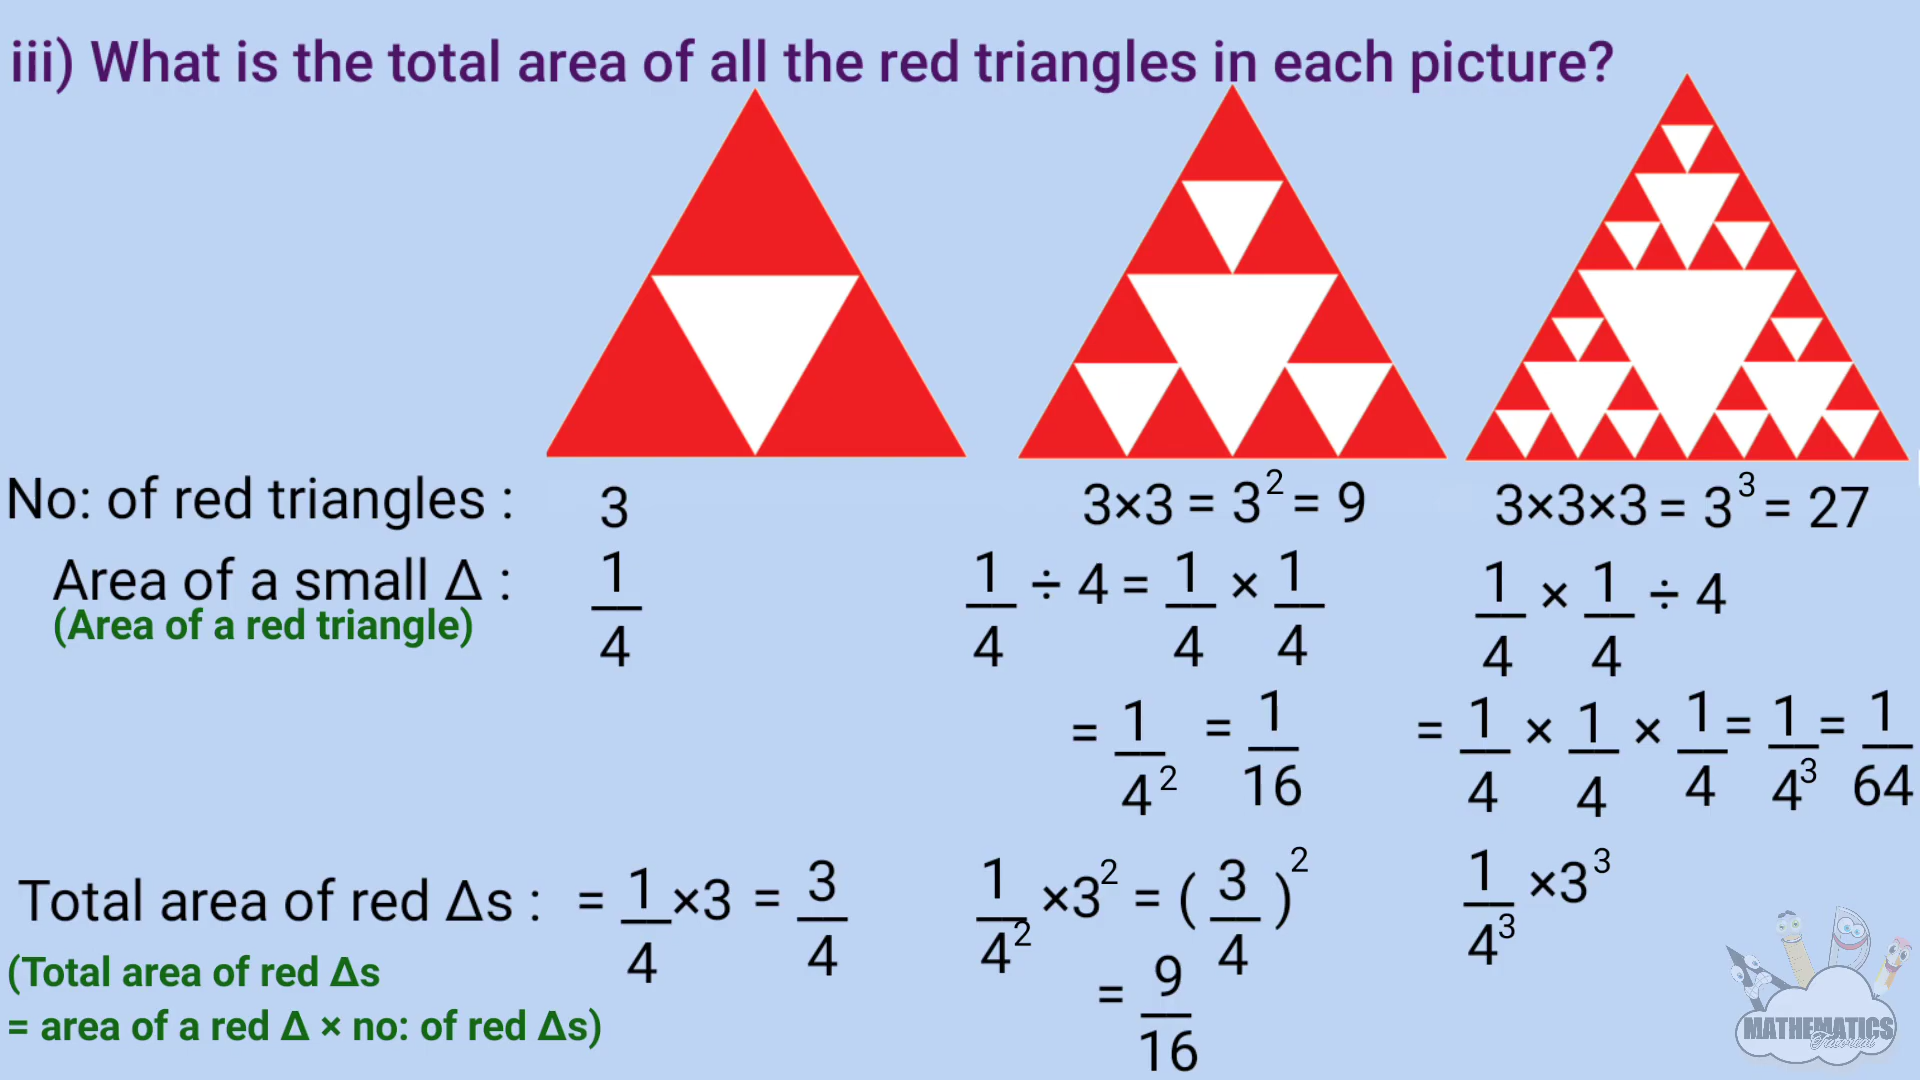 iii) What is the total area of all the red triangles in each picture?
No: of red triangles : 3 3×3 = 3² = 9 3×3×3 = 3³ = 27
Area of a small Δ : 1/4 1/4 ÷ 4 = 1/4 × 1/4 1/4 × 1/4 ÷ 4
(Area of a red triangle)
= 1/4² = 1/16 = 1/4 × 1/4 × 1/4 = 1/4³ = 1/64
Total area of red Δs : = 1/4 ×3 = 3/4 1/4² ×3² = (3/4)² 1/4³ ×3³
(Total area of red Δs
= 9/16
= area of a red Δ × no: of red Δs)
MATHEMATICS
Tutorial